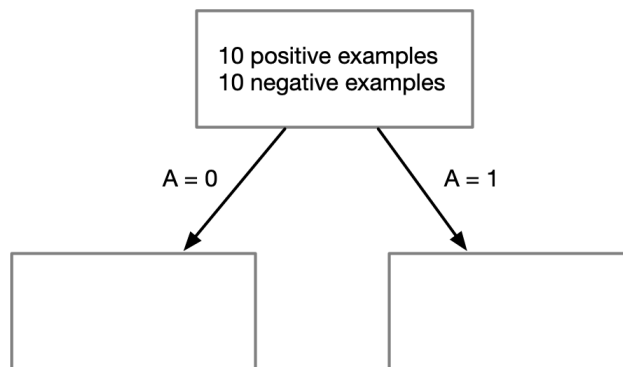 10 positive examples
10 negative examples
A = 0
A = 1